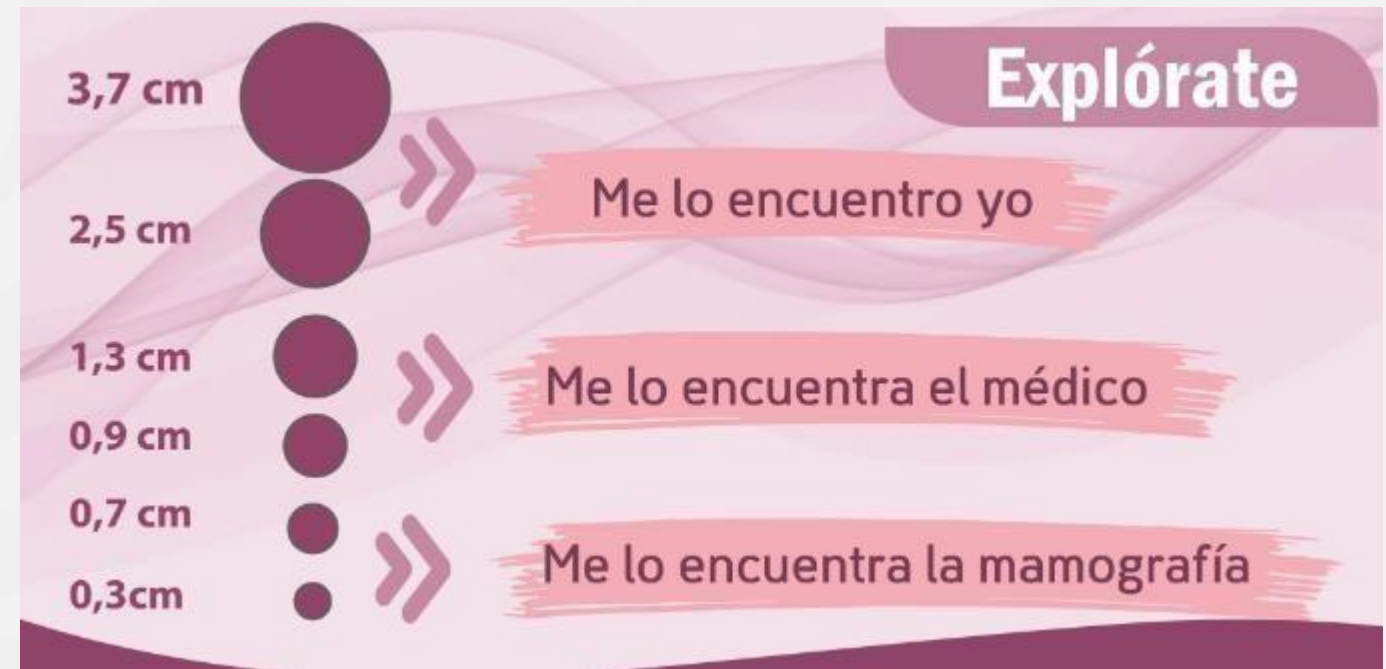 Explórate
3,7 cm
2,5 cm
Me lo encuentro yo
1,3 cm
0,9 cm
Me lo encuentra el médico
0,7 cm
0,3cm
Me lo encuentra la mamografía